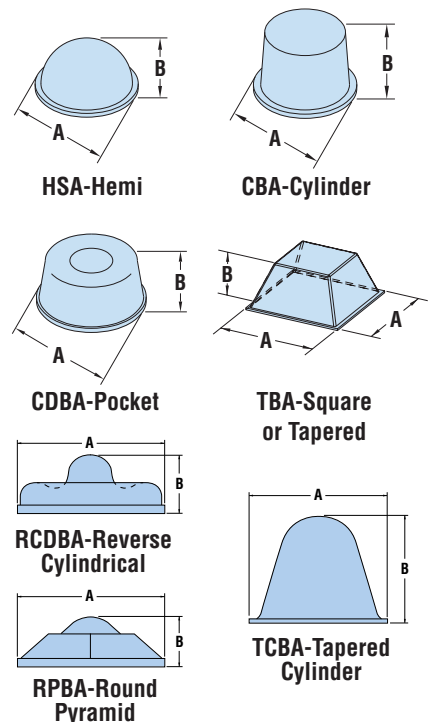 B
A
HSA-Hemi
B
A
CBA-Cylinder
B
A
CDBA-Pocket
B
A
A
TBA-Square
or Tapered
A
B
RCDBA-Reverse
Cylindrical
A
B
RPBA-Round
Pyramid
A
B
TCBA-Tapered
Cylinder